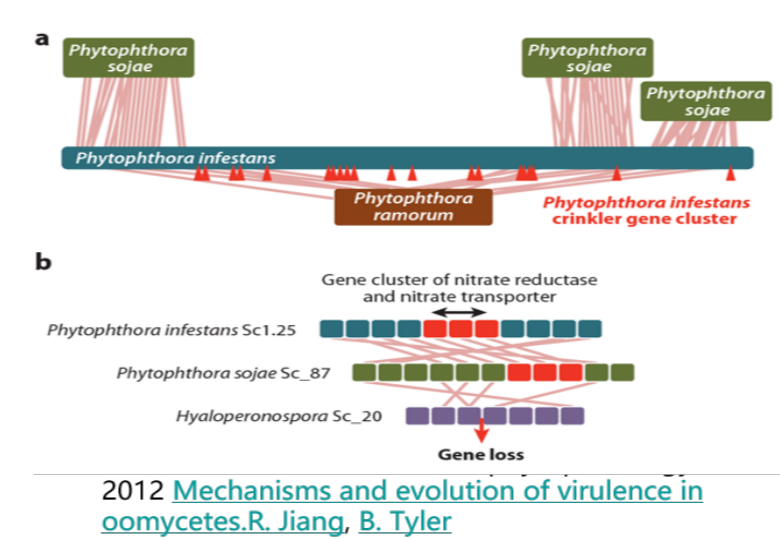 a
Phytophthora
sojae
Phytophthora
sojae
Phytophthora
sojae
Phytophthora infestans
Phytophthora
ramorum
Phytophthora infestans
crinkler gene cluster
b
Gene cluster of nitrate reductase
and nitrate transporter
Phytophthora infestans Sc1.25
Phytophthora sojae Sc_87
Hyaloperonospora Sc_20
Gene loss
2012 Mechanisms and evolution of virulence in
oomycetes.R. Jiang, B. Tyler